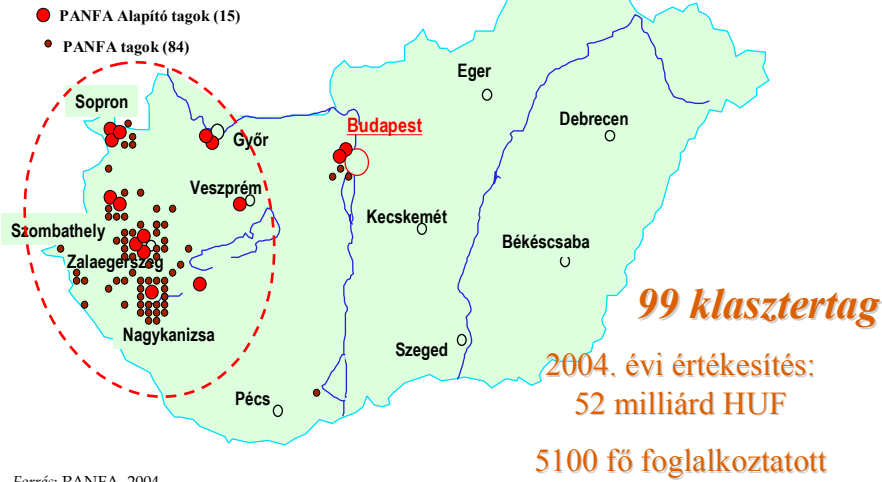 PANFA Alapító tagok (15)
PANFA tagok (84)
Sopron
Győr
Budapest
Eger
Debrecen
Veszprém
Szombathely
Zalaegerszeg
Kecskemét
Békéscsaba
Nagykanizsa
Szeged
Pécs
99 klasztertag
2004. évi értékesítés:
52 milliárd HUF
5100 fő foglalkoztatott
Forrás: PANFA, 2004